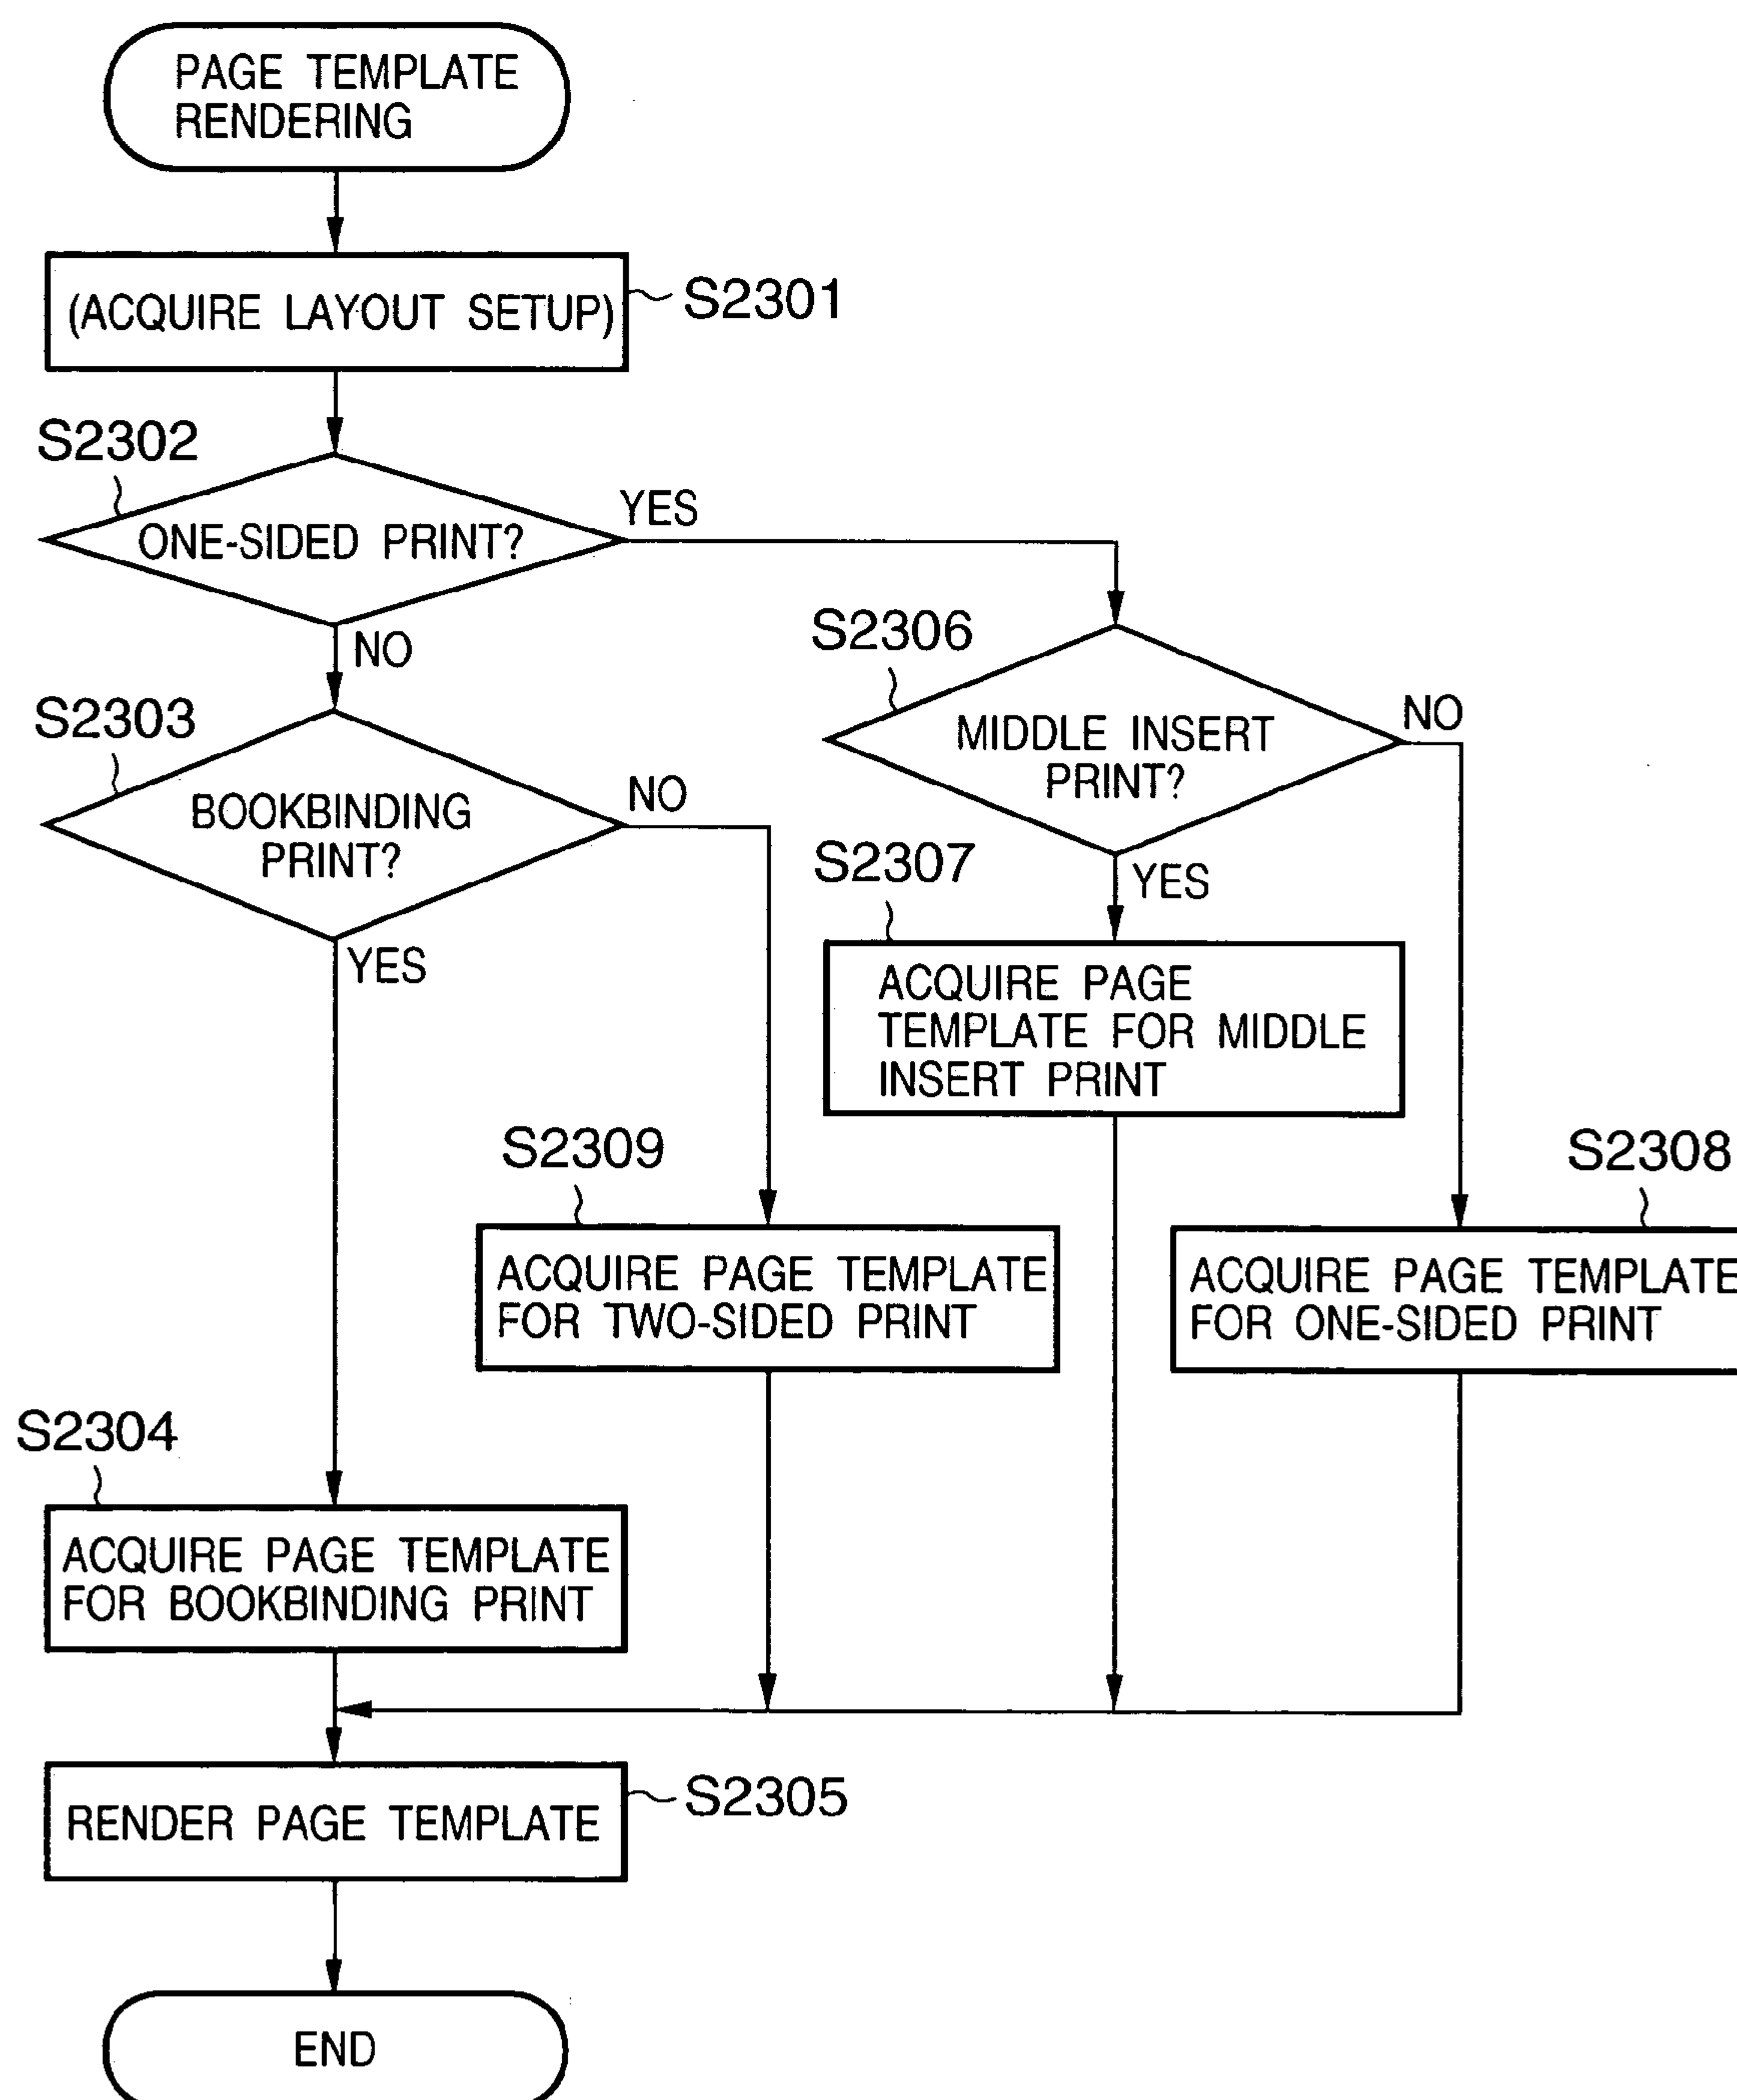 PAGE TEMPLATE
RENDERING
(ACQUIRE LAYOUT SETUP)
S2301
S2302
ONE-SIDED PRINT?
YES
NO
S2306
MIDDLE INSERT
PRINT?
NO
YES
S2303
BOOKBINDING
PRINT?
NO
YES
S2307
ACQUIRE PAGE
TEMPLATE FOR MIDDLE
INSERT PRINT
S2309
ACQUIRE PAGE TEMPLATE
FOR TWO-SIDED PRINT
S2308
ACQUIRE PAGE TEMPLATE
FOR ONE-SIDED PRINT
S2304
ACQUIRE PAGE TEMPLATE
FOR BOOKBINDING PRINT
RENDER PAGE TEMPLATE
S2305
END